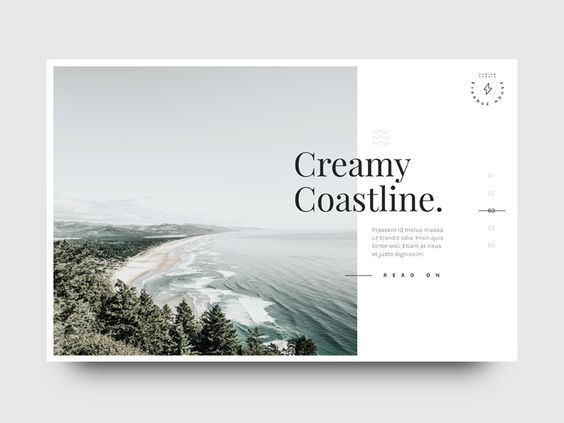 Creamy
Coastline.
Praesent id metus massa,
ut blandit odio. Proin quis
tortor orci. Etiam at risus
et justo dignissim.
READ ON
01
02
03
04
05